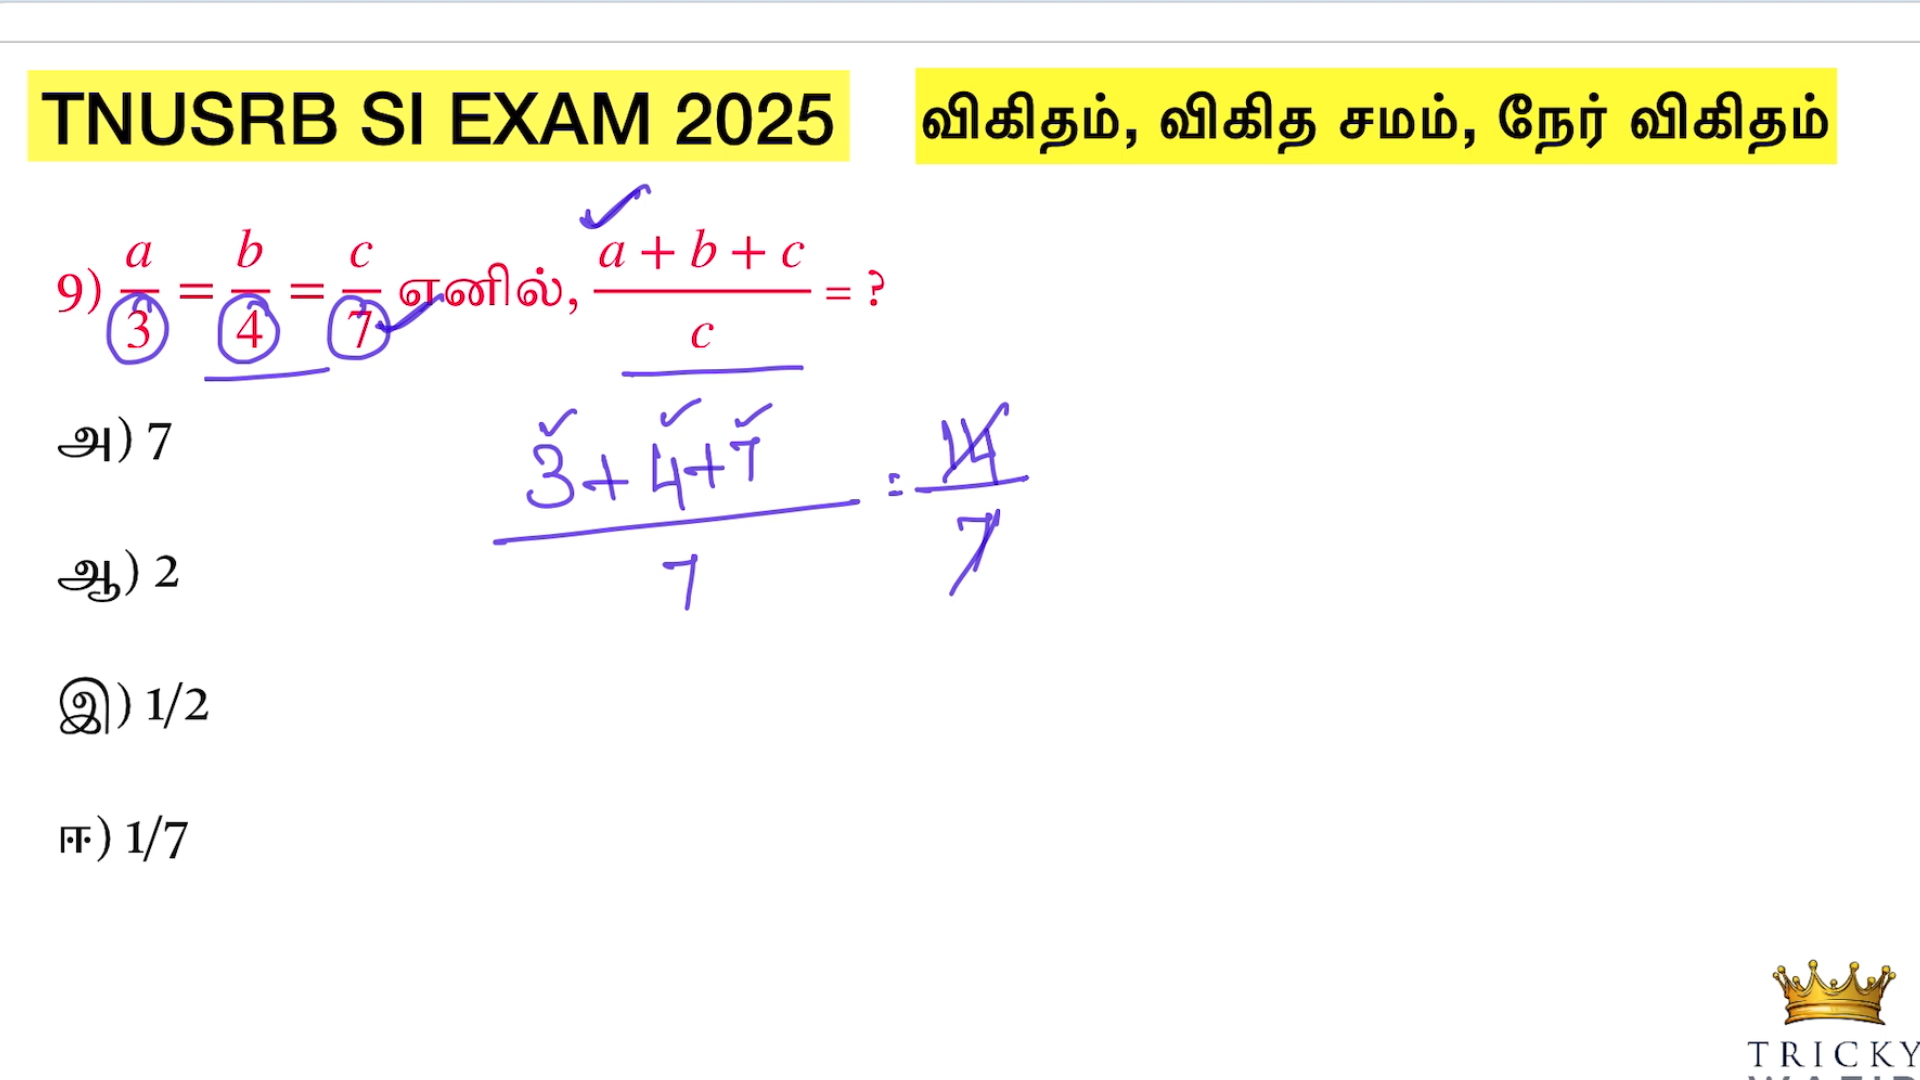 TNUSRB SI EXAM 2025
விகிதம், விகித சமம், நேர் விகிதம்
9) a/3 = b/4 = c/7 எனில், (a + b + c)/c = ?
அ) 7
(3 + 4 + 7)/7 = 14/7
ஆ) 2
இ) 1/2
ஈ) 1/7
TRICKY